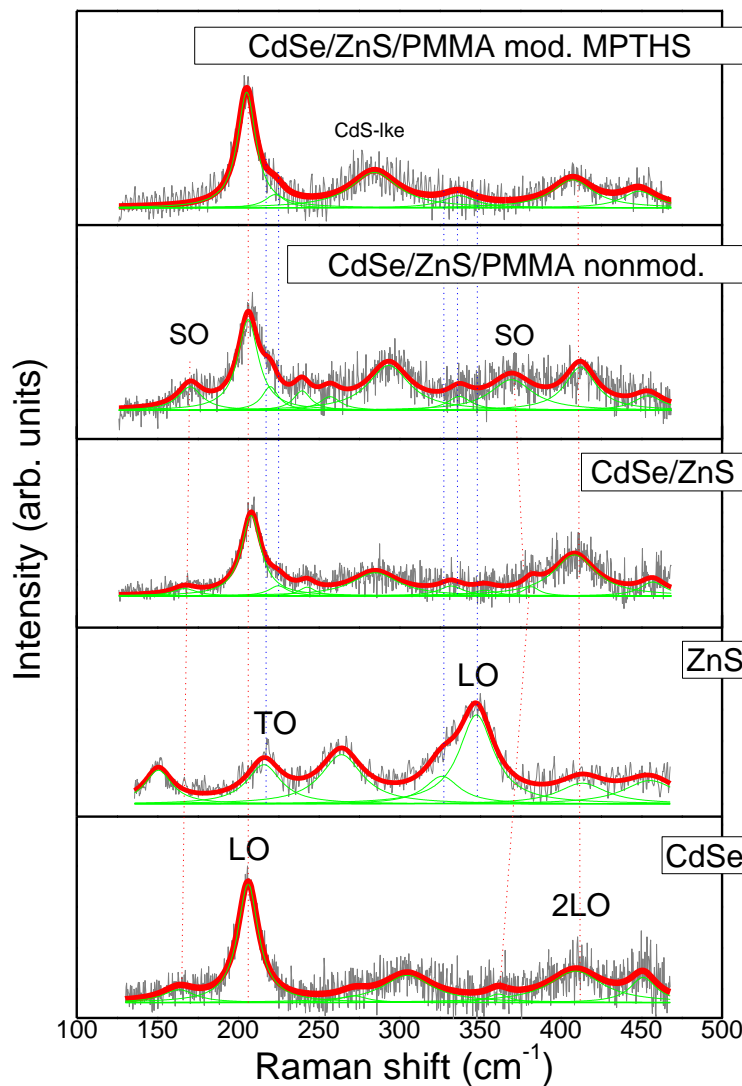 CdSe/ZnS/PMMA mod. MPTHS
CdS-lke
CdSe/ZnS/PMMA nonmod.
SO
SO
CdSe/ZnS
ZnS
LO
TO
CdSe
LO
2LO
Intensity (arb. units)
100 150 200 250 300 350 400 450 500
Raman shift (cm⁻¹)